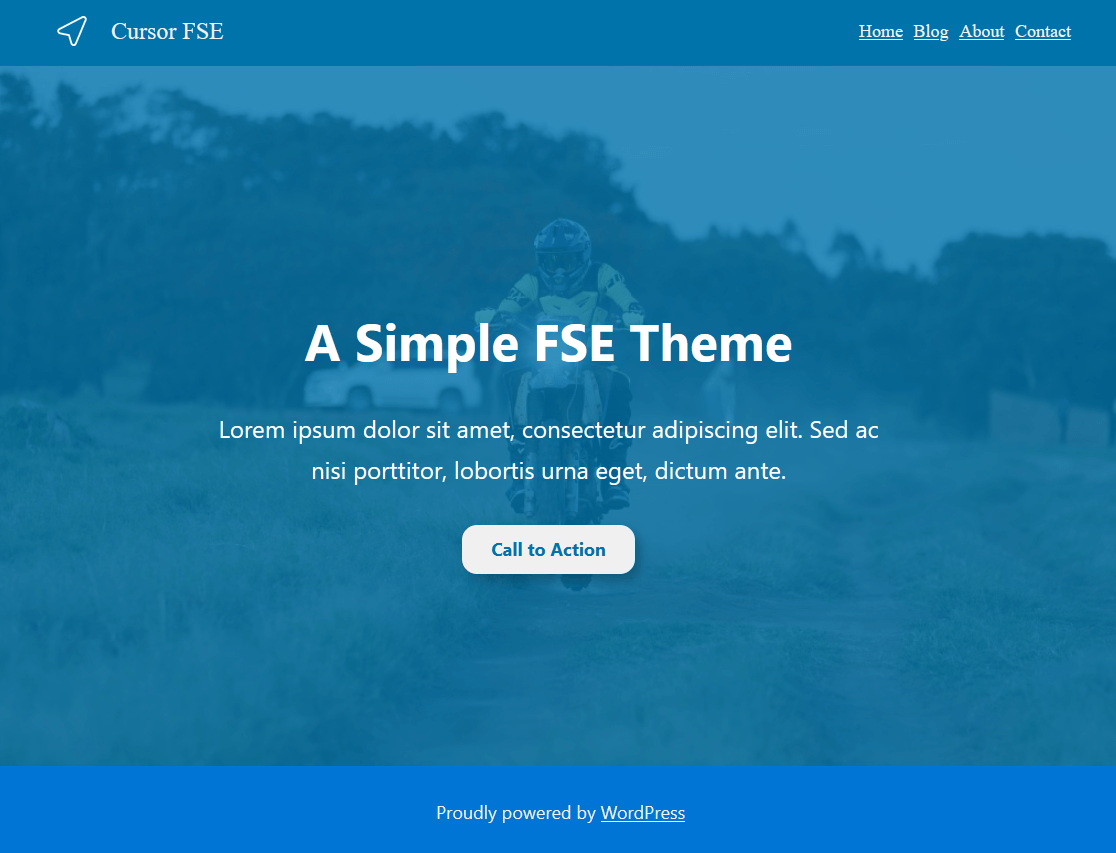 Cursor FSE
Home Blog About Contact
A Simple FSE Theme
Lorem ipsum dolor sit amet, consectetur adipiscing elit. Sed ac
nisi porttitor, lobortis urna eget, dictum ante.
Call to Action
Proudly powered by WordPress